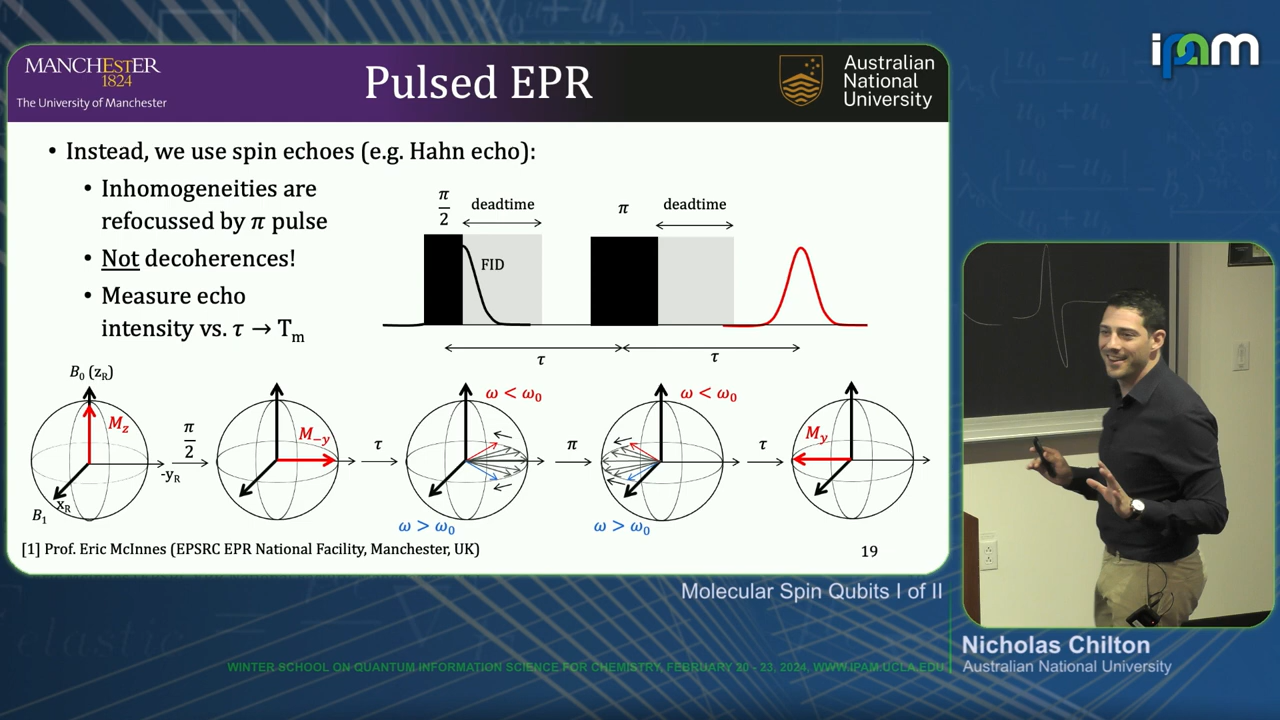 MANCHESTER
1824
The University of Manchester
Pulsed EPR
Australian
National
University
ipam
• Instead, we use spin echoes (e.g. Hahn echo):
• Inhomogeneities are
refocussed by π pulse
• Not decoherences!
• Measure echo
intensity vs. τ → Tm
π/2
deadtime
π
deadtime
FID
τ
τ
B₀ (zR)
Mz
-yR
xR
B₁
π/2
M₋y
τ
ω < ω₀
ω > ω₀
π
ω < ω₀
ω > ω₀
τ
My
[1] Prof. Eric McInnes (EPSRC EPR National Facility, Manchester, UK)
19
Molecular Spin Qubits I of II
Nicholas Chilton
Australian National University
WINTER SCHOOL ON QUANTUM INFORMATION SCIENCE FOR CHEMISTRY, FEBRUARY 20 - 23, 2024, WWW.IPAM.UCLA.EDU
elastic